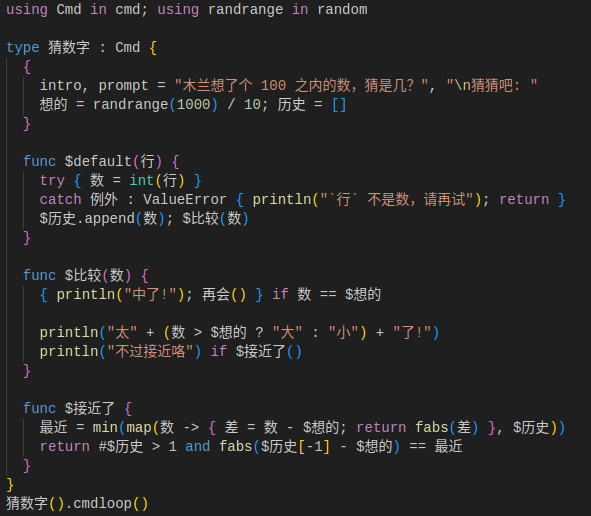 using Cmd in cmd; using randrange in random
type 猜数字 : Cmd {
{
intro, prompt = "木兰想了个 100 之内的数，猜是几？", "\n猜猜吧: "
想的 = randrange(1000) / 10; 历史 = []
}
func $default(行) {
try { 数 = int(行) }
catch 例外 : ValueError { println("`行` 不是数，请再试"); return }
$历史.append(数); $比较(数)
}
func $比较(数) {
{ println("中了!"); 再会() } if 数 == $想的
println("太" + (数 > $想的 ? "大" : "小") + "了!")
println("不过接近咯") if $接近了()
}
func $接近了 {
最近 = min(map(数 -> { 差 = 数 - $想的; return fabs(差) }, $历史))
return #$历史 > 1 and fabs($历史[-1] - $想的) == 最近
}
}
猜数字().cmdloop()